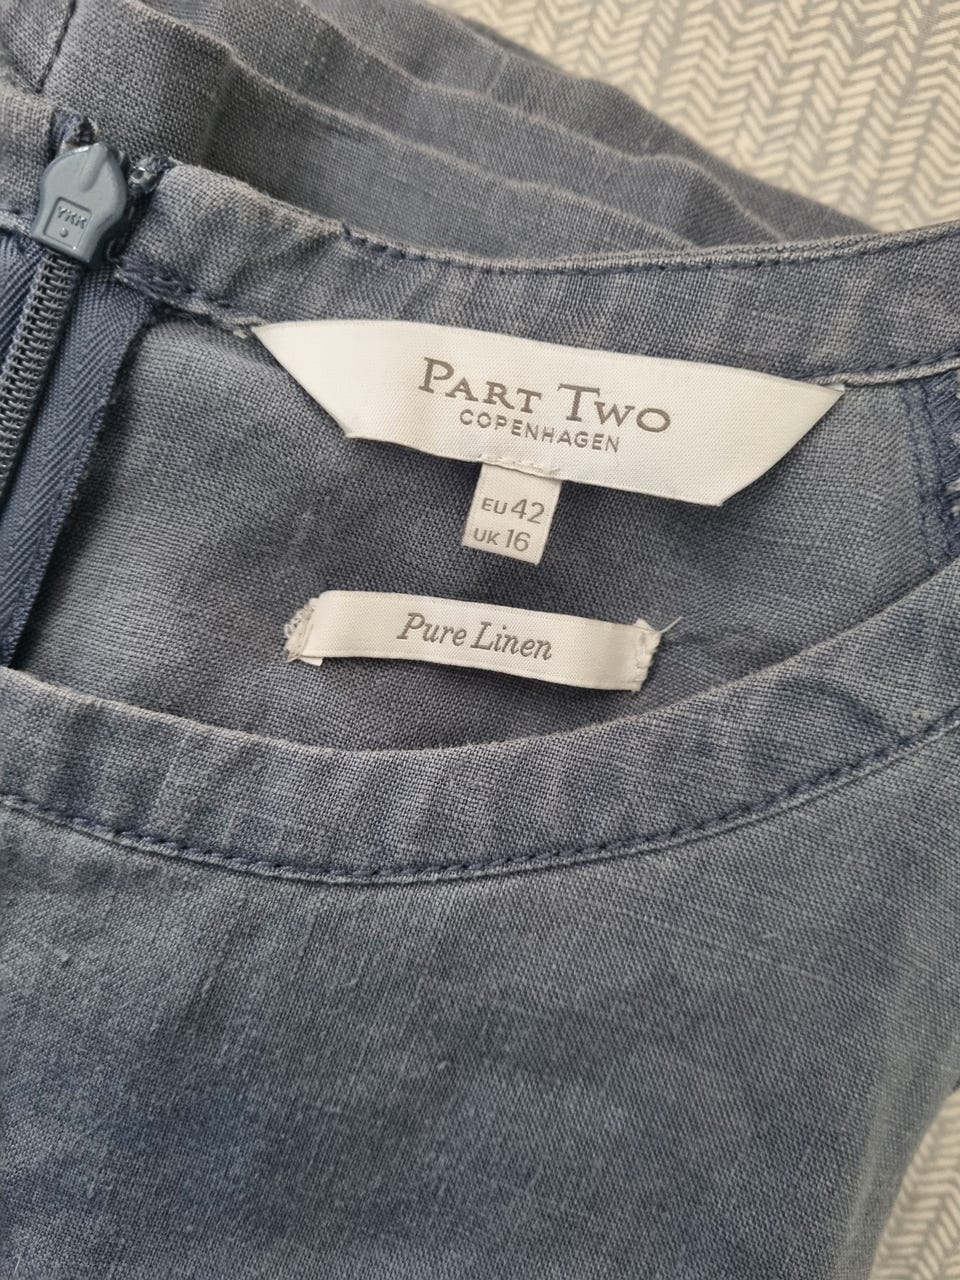 YKK
PART TWO
COPENHAGEN
EU 42
UK 16
Pure Linen